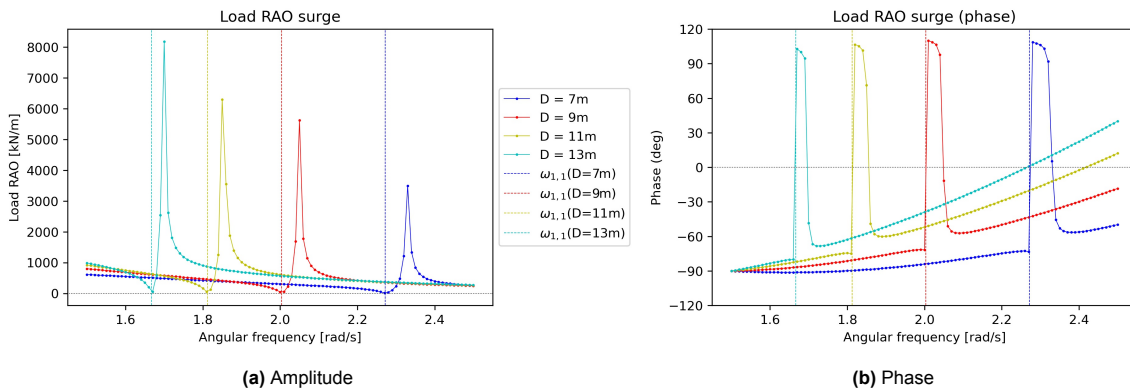 Load RAO surge
8000
7000
6000
5000
4000
3000
2000
1000
0
Load RAO [kN/m]
1.6 1.8 2.0 2.2 2.4
Angular frequency [rad/s]
D = 7m
D = 9m
D = 11m
D = 13m
ω1,1(D=7m)
ω1,1(D=9m)
ω1,1(D=11m)
ω1,1(D=13m)
(a) Amplitude
Load RAO surge (phase)
120
90
60
30
0
−30
−60
−90
−120
Phase (deg)
1.6 1.8 2.0 2.2 2.4
Angular frequency [rad/s]
(b) Phase